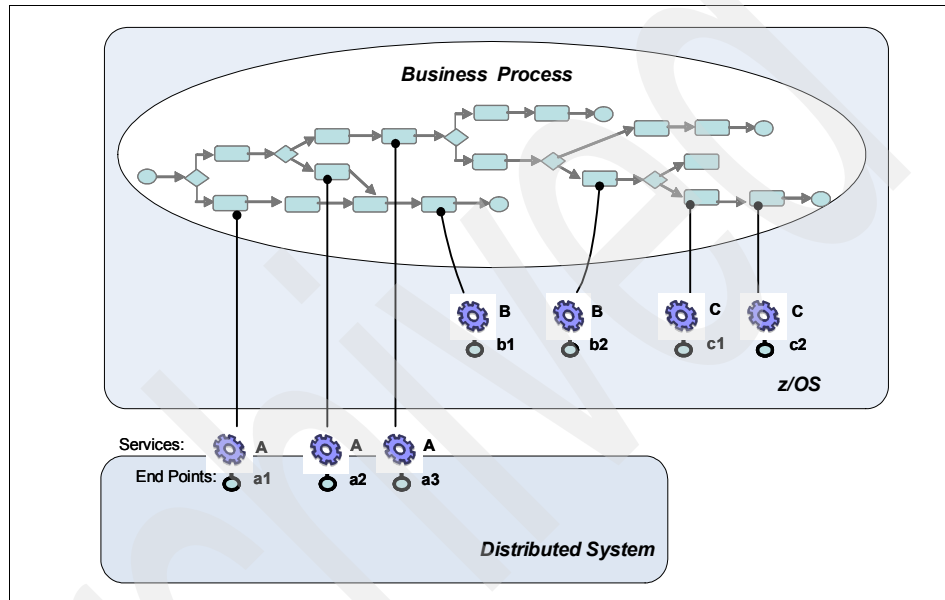 Business Process
B
B
C
C
b1
b2
c1
c2
z/OS
Services:
A
A
A
End Points:
a1
a2
a3
Distributed System